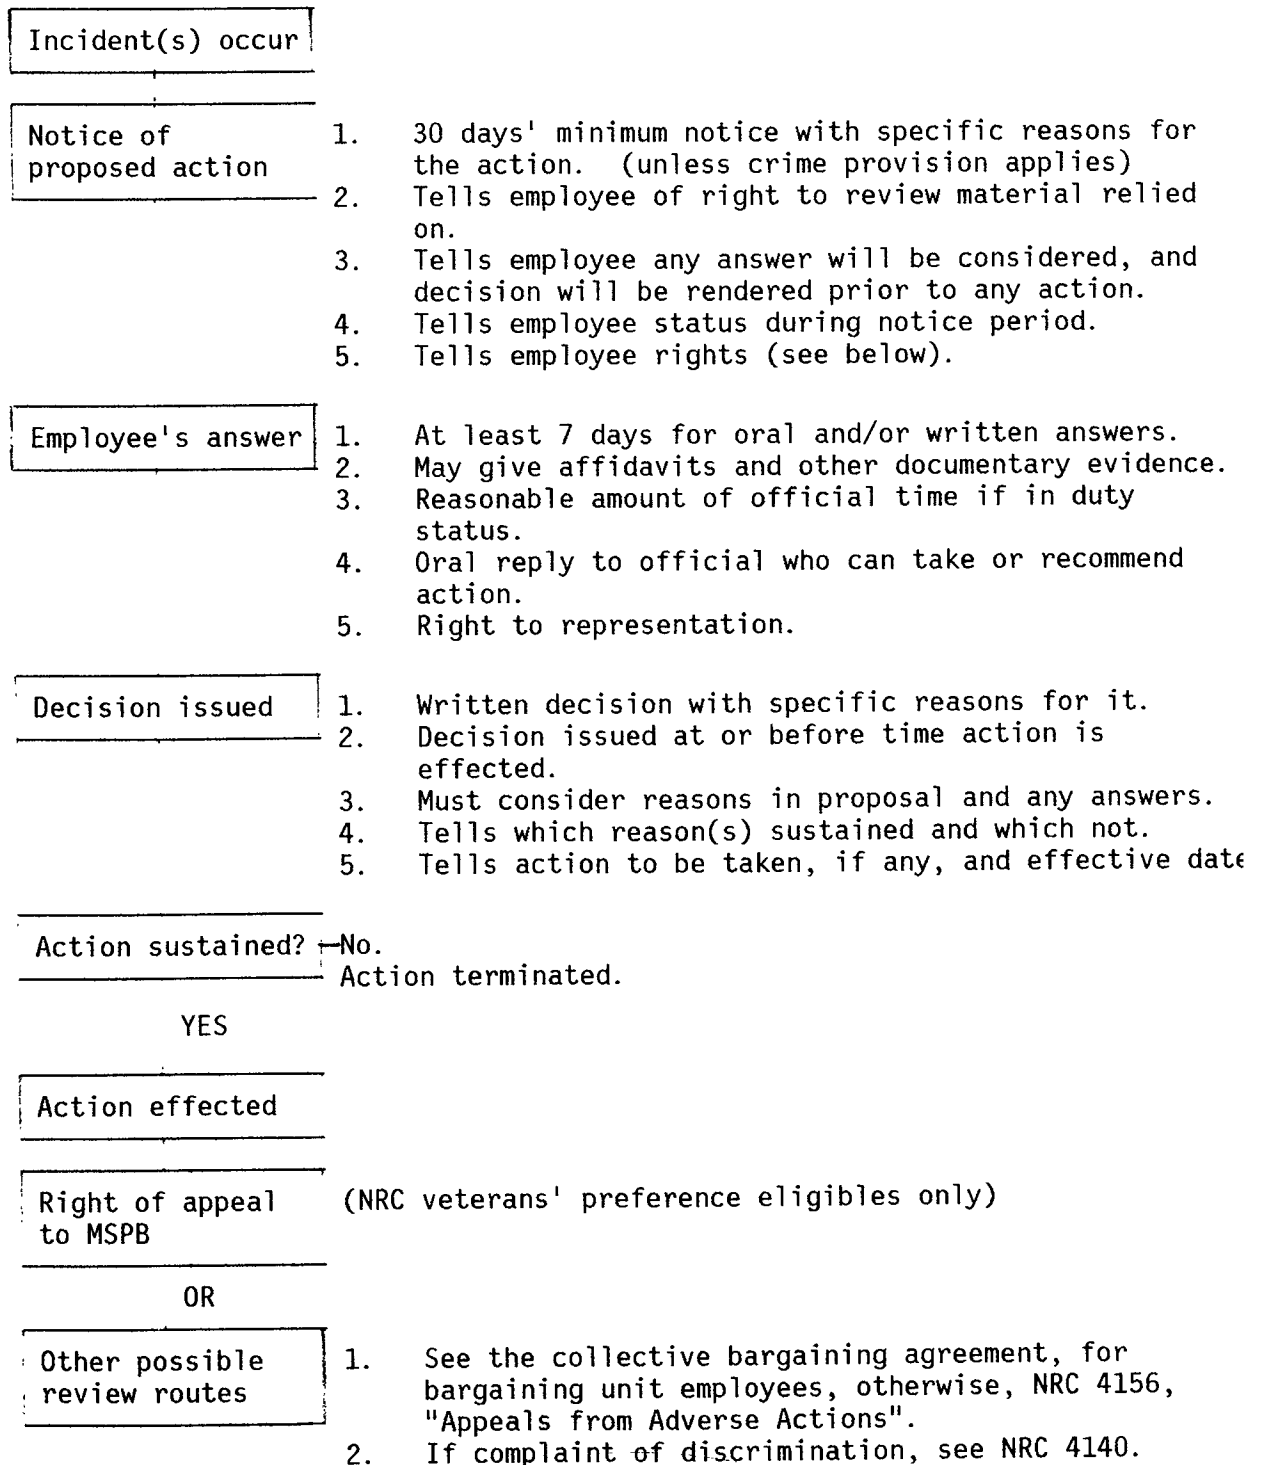 Incident(s) occur
Notice of
proposed action
1. 30 days' minimum notice with specific reasons for
the action. (unless crime provision applies)
2. Tells employee of right to review material relied
on.
3. Tells employee any answer will be considered, and
decision will be rendered prior to any action.
4. Tells employee status during notice period.
5. Tells employee rights (see below).
Employee's answer
1. At least 7 days for oral and/or written answers.
2. May give affidavits and other documentary evidence.
3. Reasonable amount of official time if in duty
status.
4. Oral reply to official who can take or recommend
action.
5. Right to representation.
Decision issued
1. Written decision with specific reasons for it.
2. Decision issued at or before time action is
effected.
3. Must consider reasons in proposal and any answers.
4. Tells which reason(s) sustained and which not.
5. Tells action to be taken, if any, and effective date
Action sustained?
No.
Action terminated.
YES
Action effected
Right of appeal
to MSPB
(NRC veterans' preference eligibles only)
OR
Other possible
review routes
1. See the collective bargaining agreement, for
bargaining unit employees, otherwise, NRC 4156,
"Appeals from Adverse Actions".
2. If complaint of discrimination, see NRC 4140.